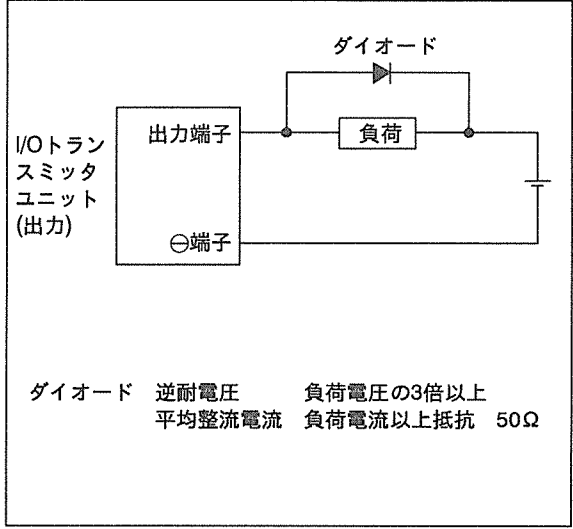 ダイオード
I/Oトラン
スミッタ
ユニット
(出力)
出力端子
負荷
⊖端子
ダイオード 逆耐電圧 負荷電圧の3倍以上
平均整流電流 負荷電流以上抵抗 50Ω